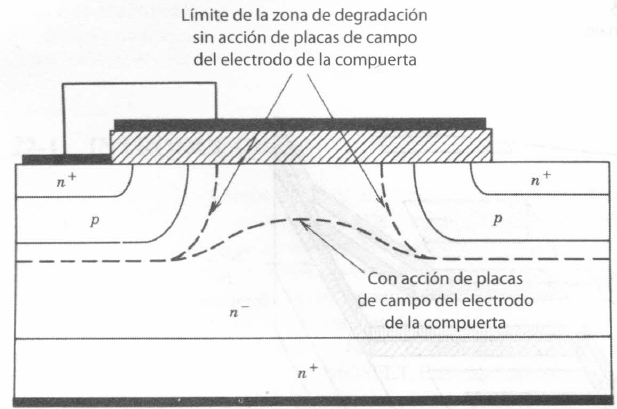 Límite de la zona de degradación
sin acción de placas de campo
del electrodo de la compuerta
n+
n+
p
p
Con acción de placas
de campo del electrodo
de la compuerta
n−
n+